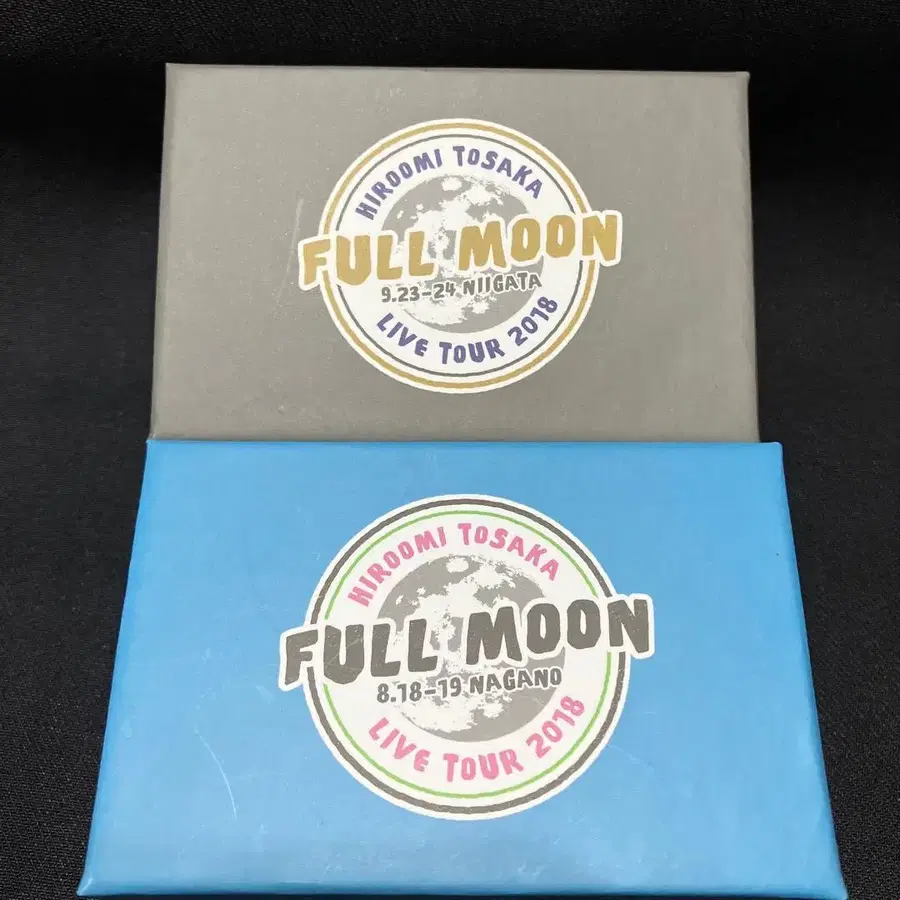 HIROOMI TOSAKA
FULL MOON
9.23-24 NIIGATA
LIVE TOUR 2018
HIROOMI TOSAKA
FULL MOON
8.18-19 NAGANO
LIVE TOUR 2018